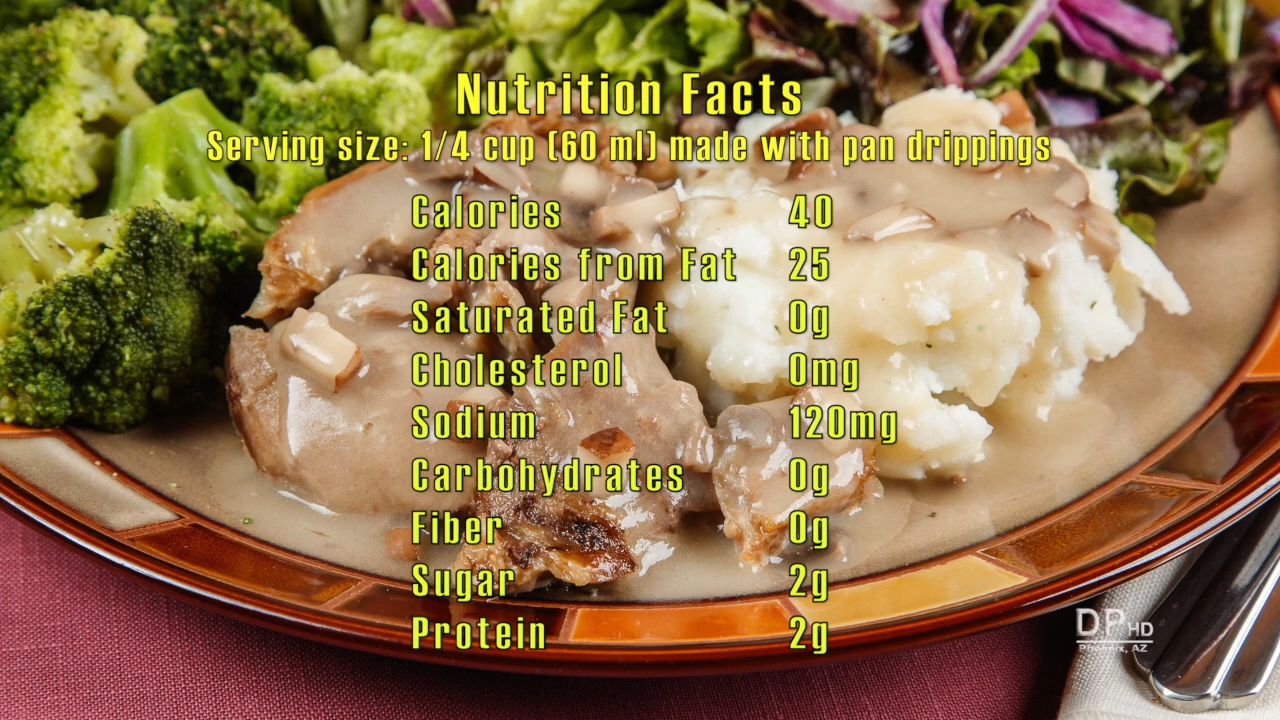 Nutrition Facts
Serving size: 1/4 cup (60 ml) made with pan drippings
Calories 40
Calories from Fat 25
Saturated Fat 0g
Cholesterol 0mg
Sodium 120mg
Carbohydrates 0g
Fiber 0g
Sugar 2g
Protein 2g
DP HD
Phoenix, AZ